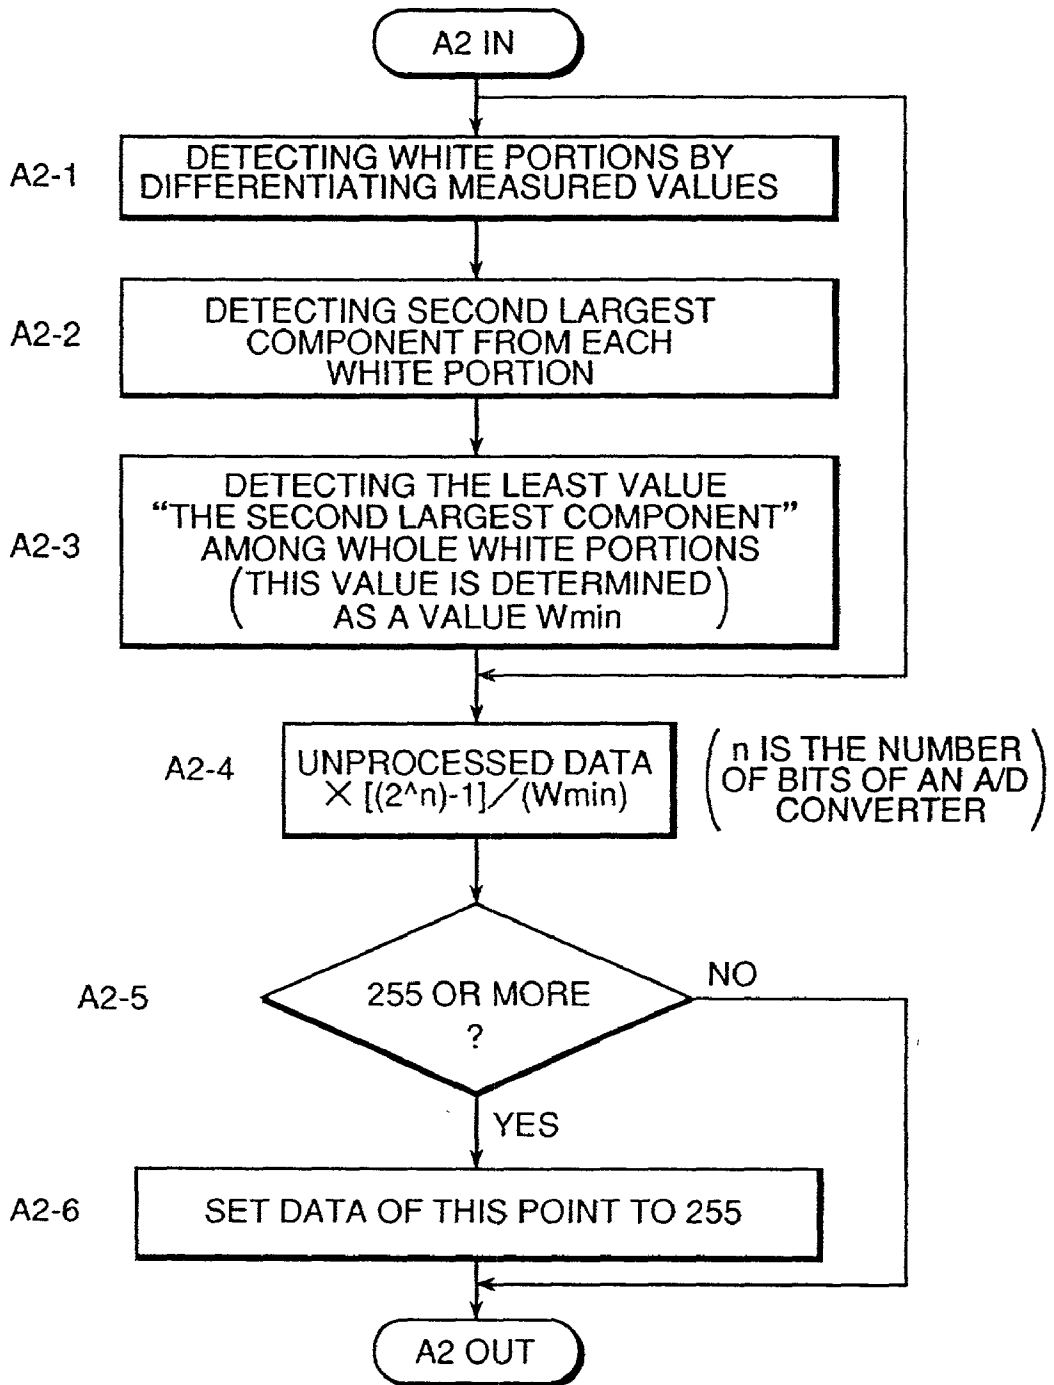 A2 IN
A2-1
DETECTING WHITE PORTIONS BY
DIFFERENTIATING MEASURED VALUES
A2-2
DETECTING SECOND LARGEST
COMPONENT FROM EACH
WHITE PORTION
A2-3
DETECTING THE LEAST VALUE
“THE SECOND LARGEST COMPONENT”
AMONG WHOLE WHITE PORTIONS
(THIS VALUE IS DETERMINED
AS A VALUE Wmin)
A2-4
UNPROCESSED DATA
× [(2^n)-1]/(Wmin)
(n IS THE NUMBER
OF BITS OF AN A/D
CONVERTER)
A2-5
255 OR MORE
?
NO
YES
A2-6
SET DATA OF THIS POINT TO 255
A2 OUT